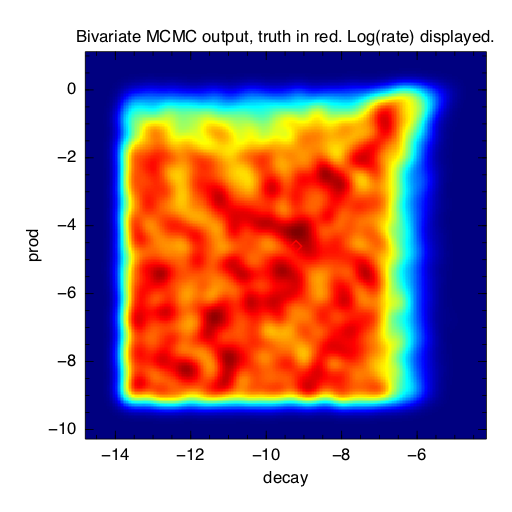 Bivariate MCMC output, truth in red. Log(rate) displayed.
0
−2
−4
−6
−8
−10
prod
−14 −12 −10 −8 −6
decay